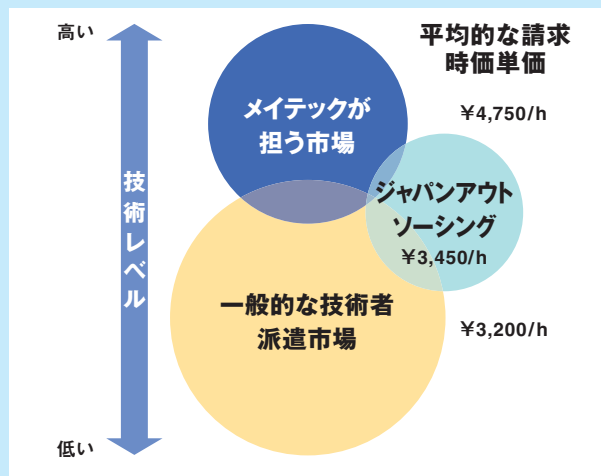 高い
平均的な請求
時価単価
¥4,750/h
メイテックが
担う市場
技術レベル
ジャパンアウト
ソーシング
¥3,450/h
一般的な技術者
派遣市場
¥3,200/h
低い